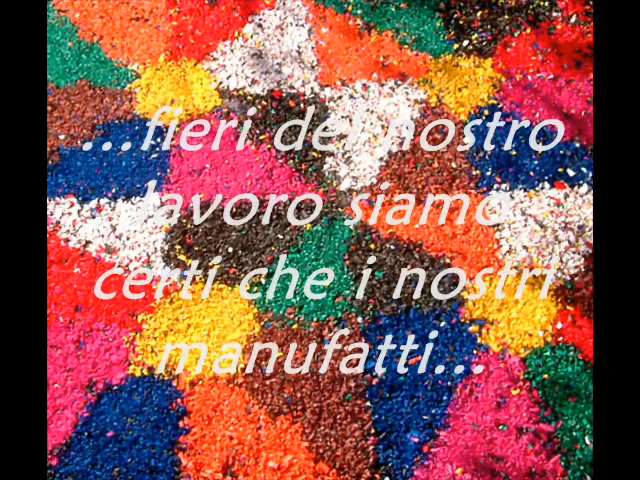 ...fieri del nostro
lavoro siamo
certi che i nostri
manufatti...